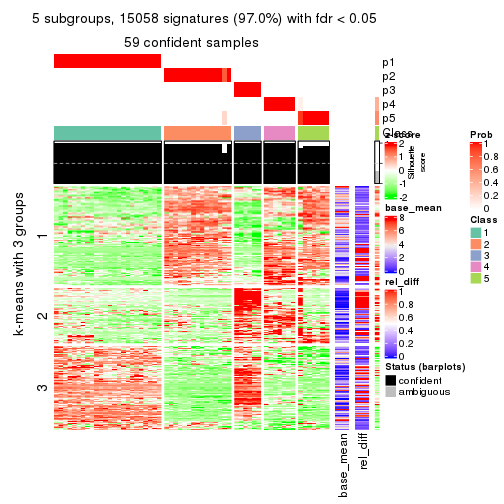 5 subgroups, 15058 signatures (97.0%) with fdr < 0.05
59 confident samples
p1
p2
p3
p4
p5
Class
Silhouette
score
k-means with 3 groups
1
2
3
base_mean
rel_diff
z-score
2
1
0
-1
-2
base_mean
8
6
4
2
0
rel_diff
1
0.8
0.6
0.4
0.2
0
Status (barplots)
confident
ambiguous
Prob
1
0.8
0.6
0.4
0.2
0
Class
1
2
3
4
5